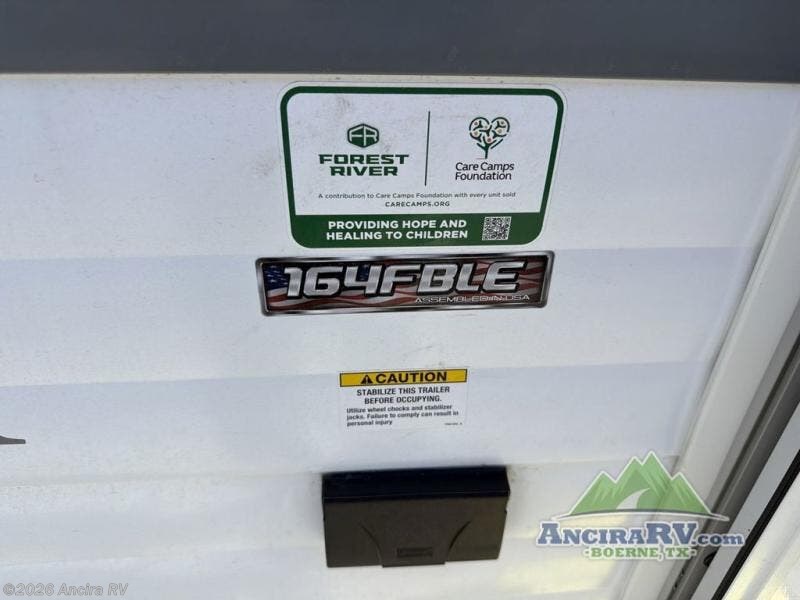 FR
FOREST
RIVER
Care Camps
Foundation
A contribution to Care Camps Foundation with every unit sold
CARECAMPS.ORG
PROVIDING HOPE AND
HEALING TO CHILDREN
164FBLE
ASSEMBLED IN USA
CAUTION
STABILIZE THIS TRAILER
BEFORE OCCUPYING.
Utilize wheel chocks and stabilizer
jacks. Failure to comply can result in
personal injury
ANCIRARV.com
-BOERNE, TX-
©2026 Ancira RV